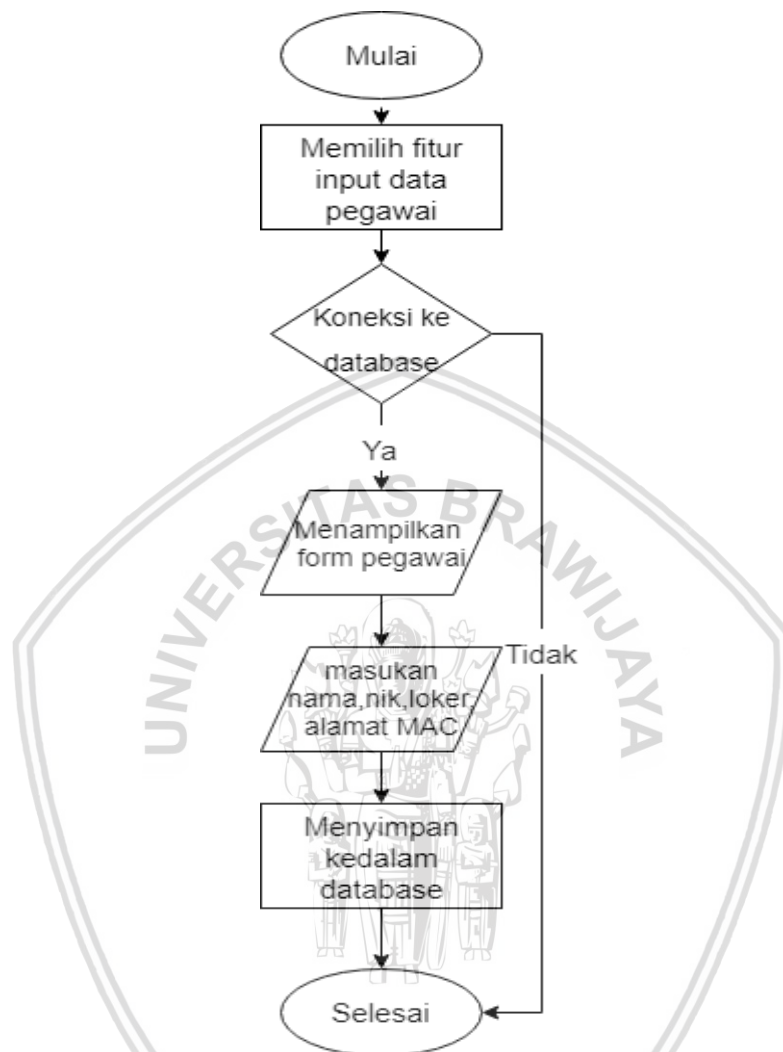 Mulai
Memilih fitur
input data
pegawai
Koneksi ke
database
Ya
Menampilkan
form pegawai
Tidak
masukan
nama,nik,loker,
alamat MAC
Menyimpan
kedalam
database
Selesai
UNIVERSITAS BRAWIJAYA